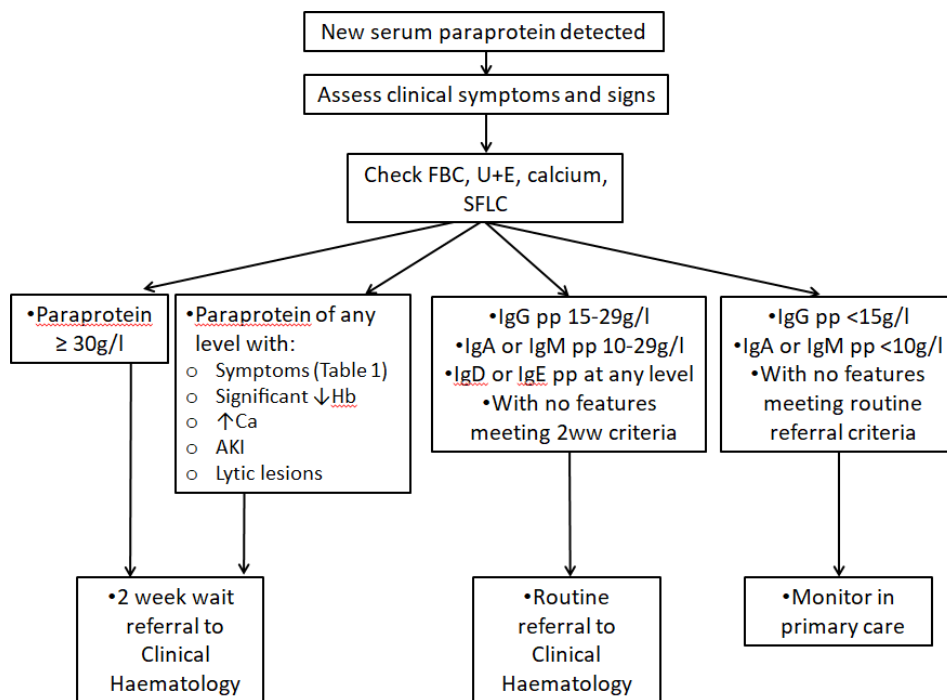 New serum paraprotein detected
Assess clinical symptoms and signs
Check FBC, U+E, calcium,
SFLC
•Paraprotein
≥ 30g/l
•Paraprotein of any
level with:
o Symptoms (Table 1)
o Significant ↓Hb
o ↑Ca
o AKI
o Lytic lesions
•IgG pp 15-29g/l
•IgA or IgM pp 10-29g/l
•IgD or IgE pp at any level
•With no features
meeting 2ww criteria
•IgG pp <15g/l
•IgA or IgM pp <10g/l
•With no features
meeting routine
referral criteria
•2 week wait
referral to
Clinical
Haematology
•Routine
referral to
Clinical
Haematology
•Monitor in
primary care